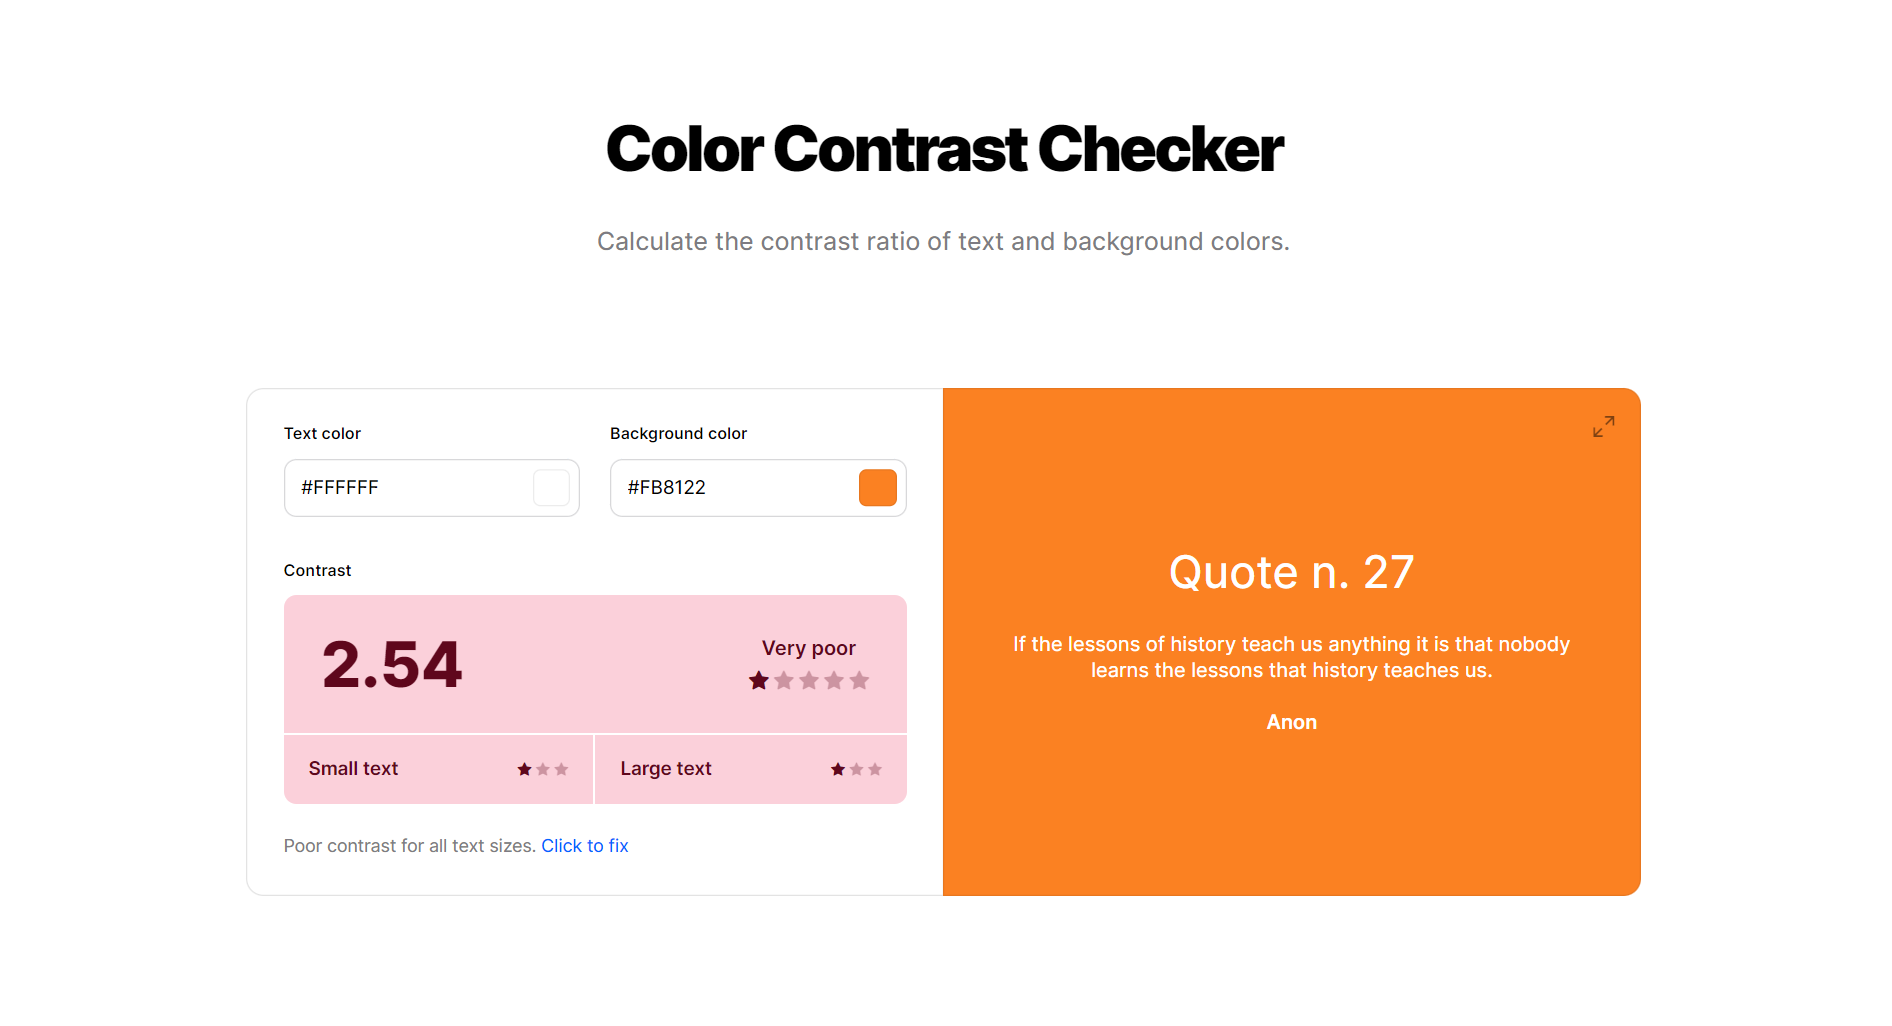 Color Contrast Checker
Calculate the contrast ratio of text and background colors.
Text color
Background color
#FFFFFF
#FB8122
Contrast
2.54
Very poor
Small text
Large text
Poor contrast for all text sizes. Click to fix
Quote n. 27
If the lessons of history teach us anything it is that nobody
learns the lessons that history teaches us.
Anon